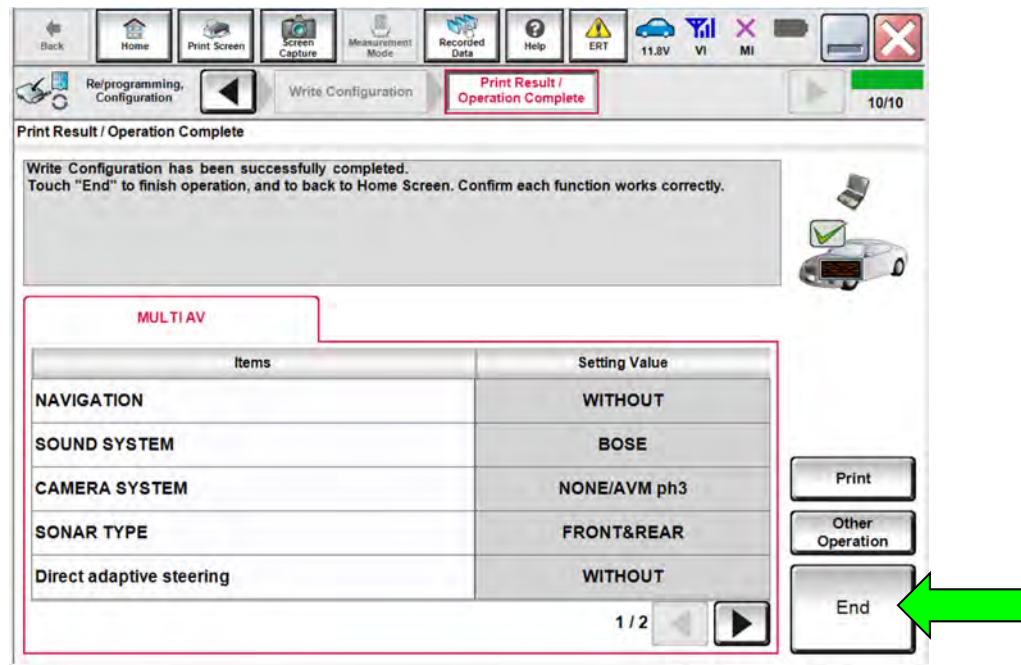 Back
Home
Print Screen
Screen
Capture
Measurement
Mode
Recorded
Data
Help
ERT
11.8V
VI
MI
Re/programming,
Configuration
Write Configuration
Print Result /
Operation Complete
10/10
Print Result / Operation Complete
Write Configuration has been successfully completed.
Touch "End" to finish operation, and to back to Home Screen. Confirm each function works correctly.
MULTI AV
Items Setting Value
NAVIGATION WITHOUT
SOUND SYSTEM BOSE
CAMERA SYSTEM NONE/AVM ph3
SONAR TYPE FRONT&REAR
Direct adaptive steering WITHOUT
1 / 2
Print
Other
Operation
End